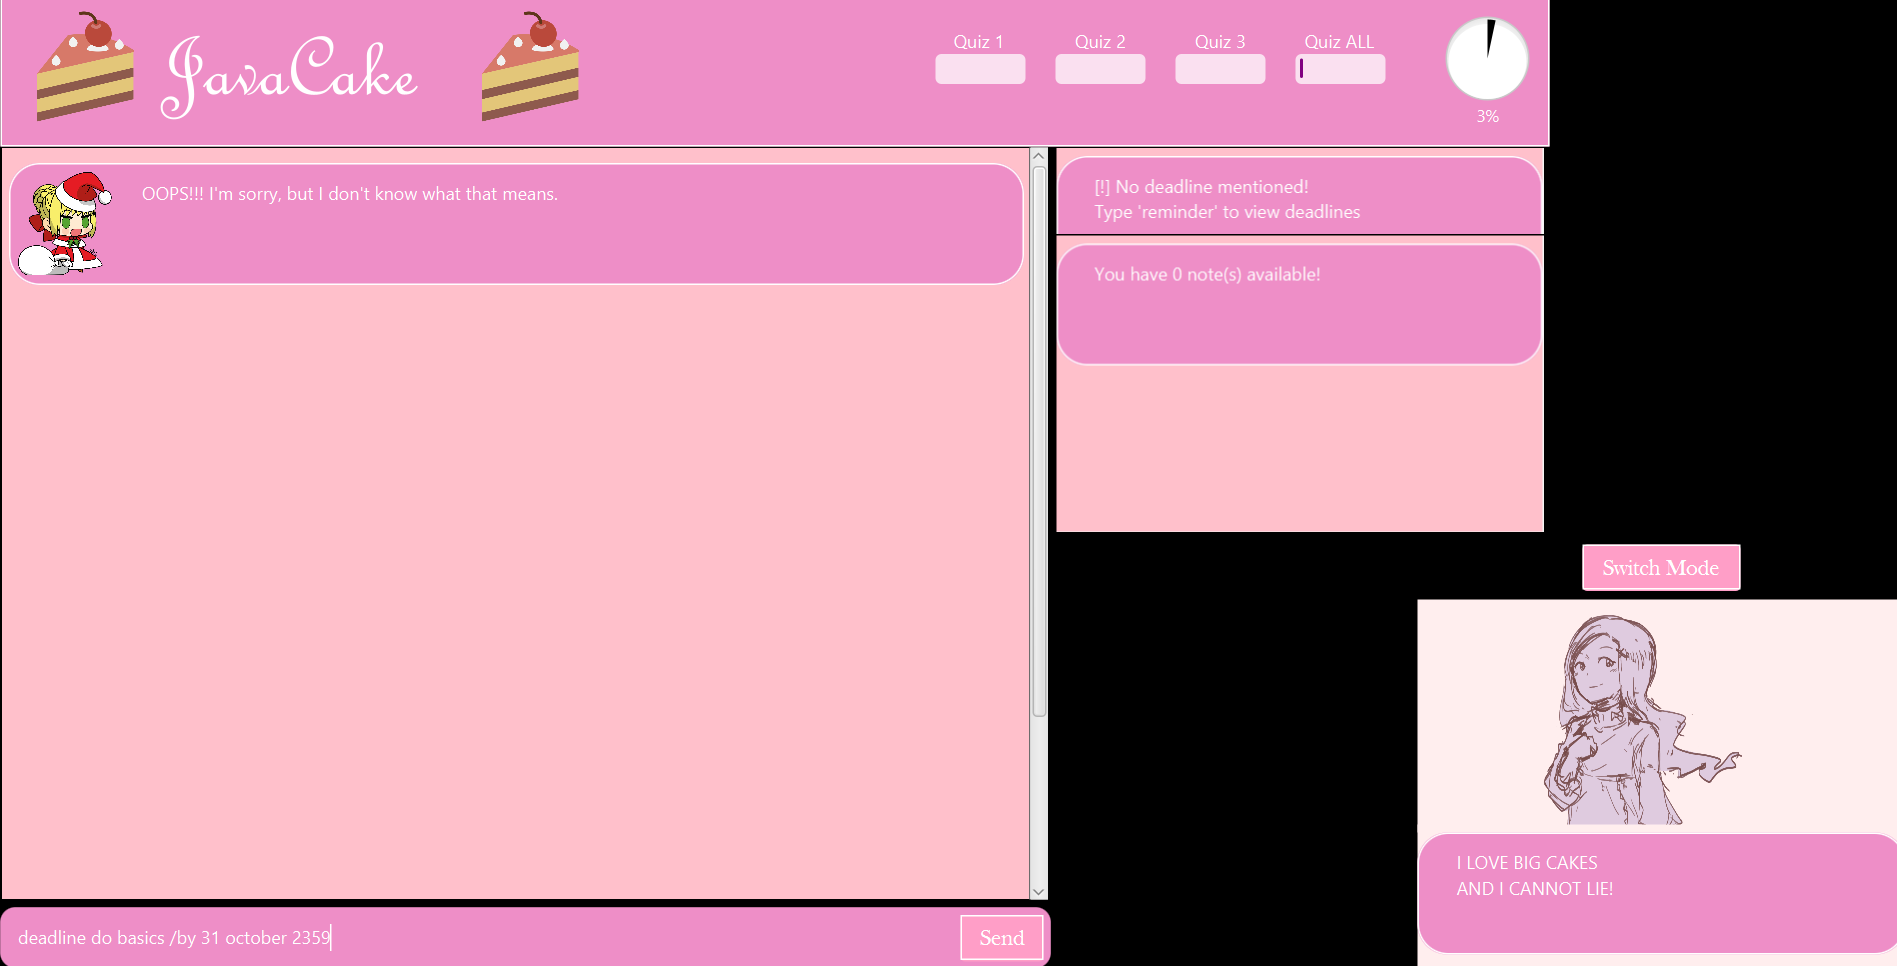 JavaCake
Quiz 1
Quiz 2
Quiz 3
Quiz ALL
3%
OOPS!!! I'm sorry, but I don't know what that means.
[!] No deadline mentioned!
Type 'reminder' to view deadlines
You have 0 note(s) available!
Switch Mode
I LOVE BIG CAKES
AND I CANNOT LIE!
deadline do basics /by 31 october 2359
Send